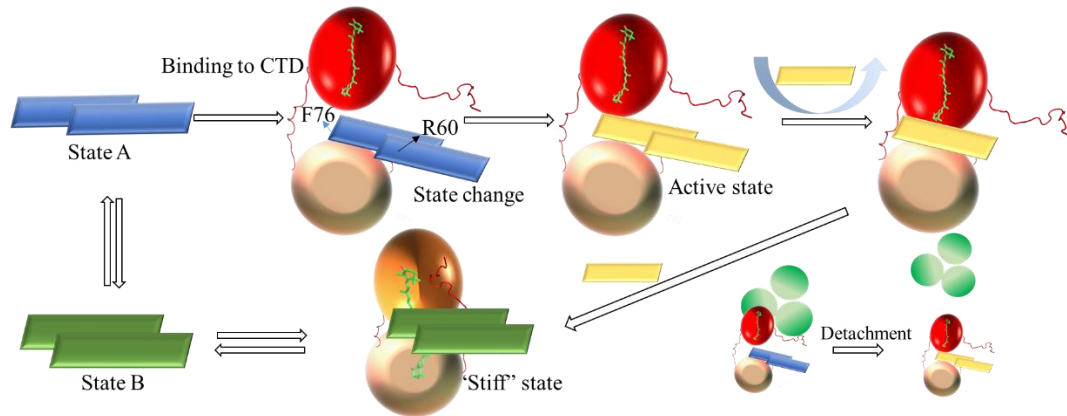 Binding to CTD
F76
R60
State A
State change
Active state
Detachment
State B
“Stiff” state